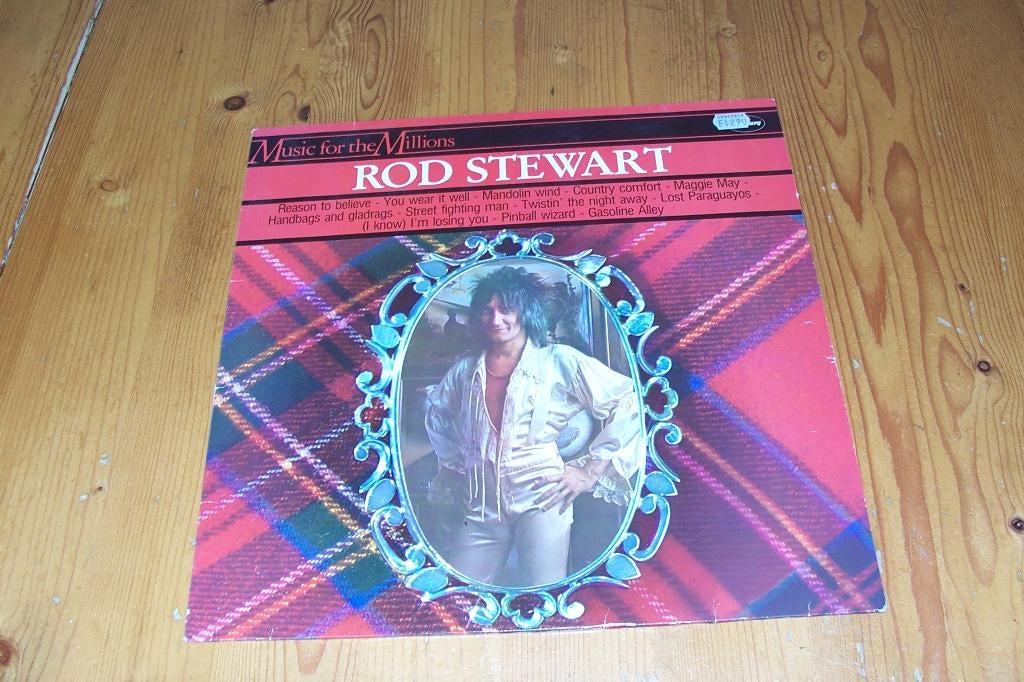 Music for the Millions
ROD STEWART
Reason to believe - You wear it well - Mandolin wind - Country comfort - Maggie May -
Handbags and gladrags - Street fighting man - Twistin' the night away - Lost Paraguayos -
(I know) I'm losing you - Pinball wizard - Gasoline Alley